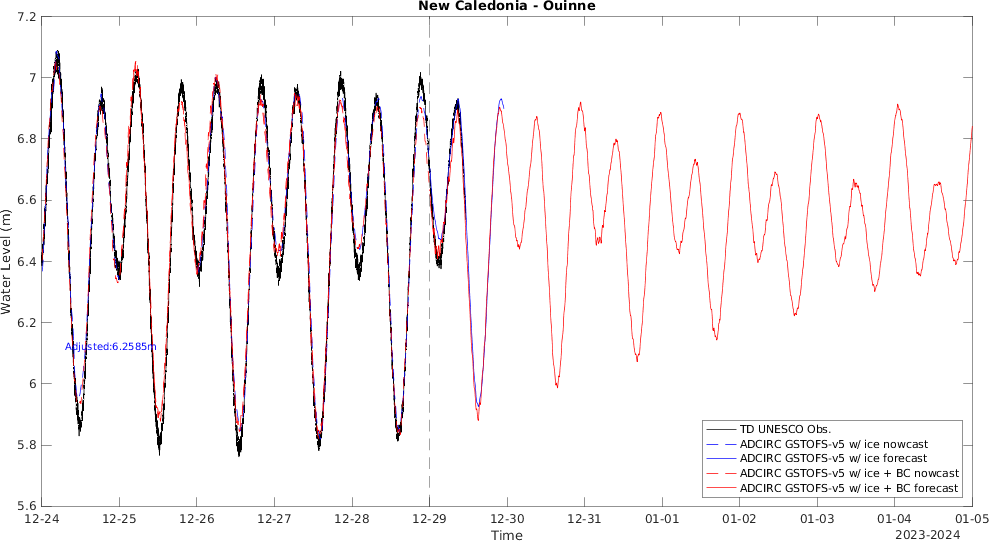 New Caledonia - Ouinne
Water Level (m)
7.2
7
6.8
6.6
6.4
6.2
6
5.8
5.6
Adjusted:6.2585m
TD UNESCO Obs.
ADCIRC GSTOFS-v5 w/ ice nowcast
ADCIRC GSTOFS-v5 w/ ice forecast
ADCIRC GSTOFS-v5 w/ ice + BC nowcast
ADCIRC GSTOFS-v5 w/ ice + BC forecast
12-24 12-25 12-26 12-27 12-28 12-29 12-30 12-31 01-01 01-02 01-03 01-04 01-05
Time
2023-2024